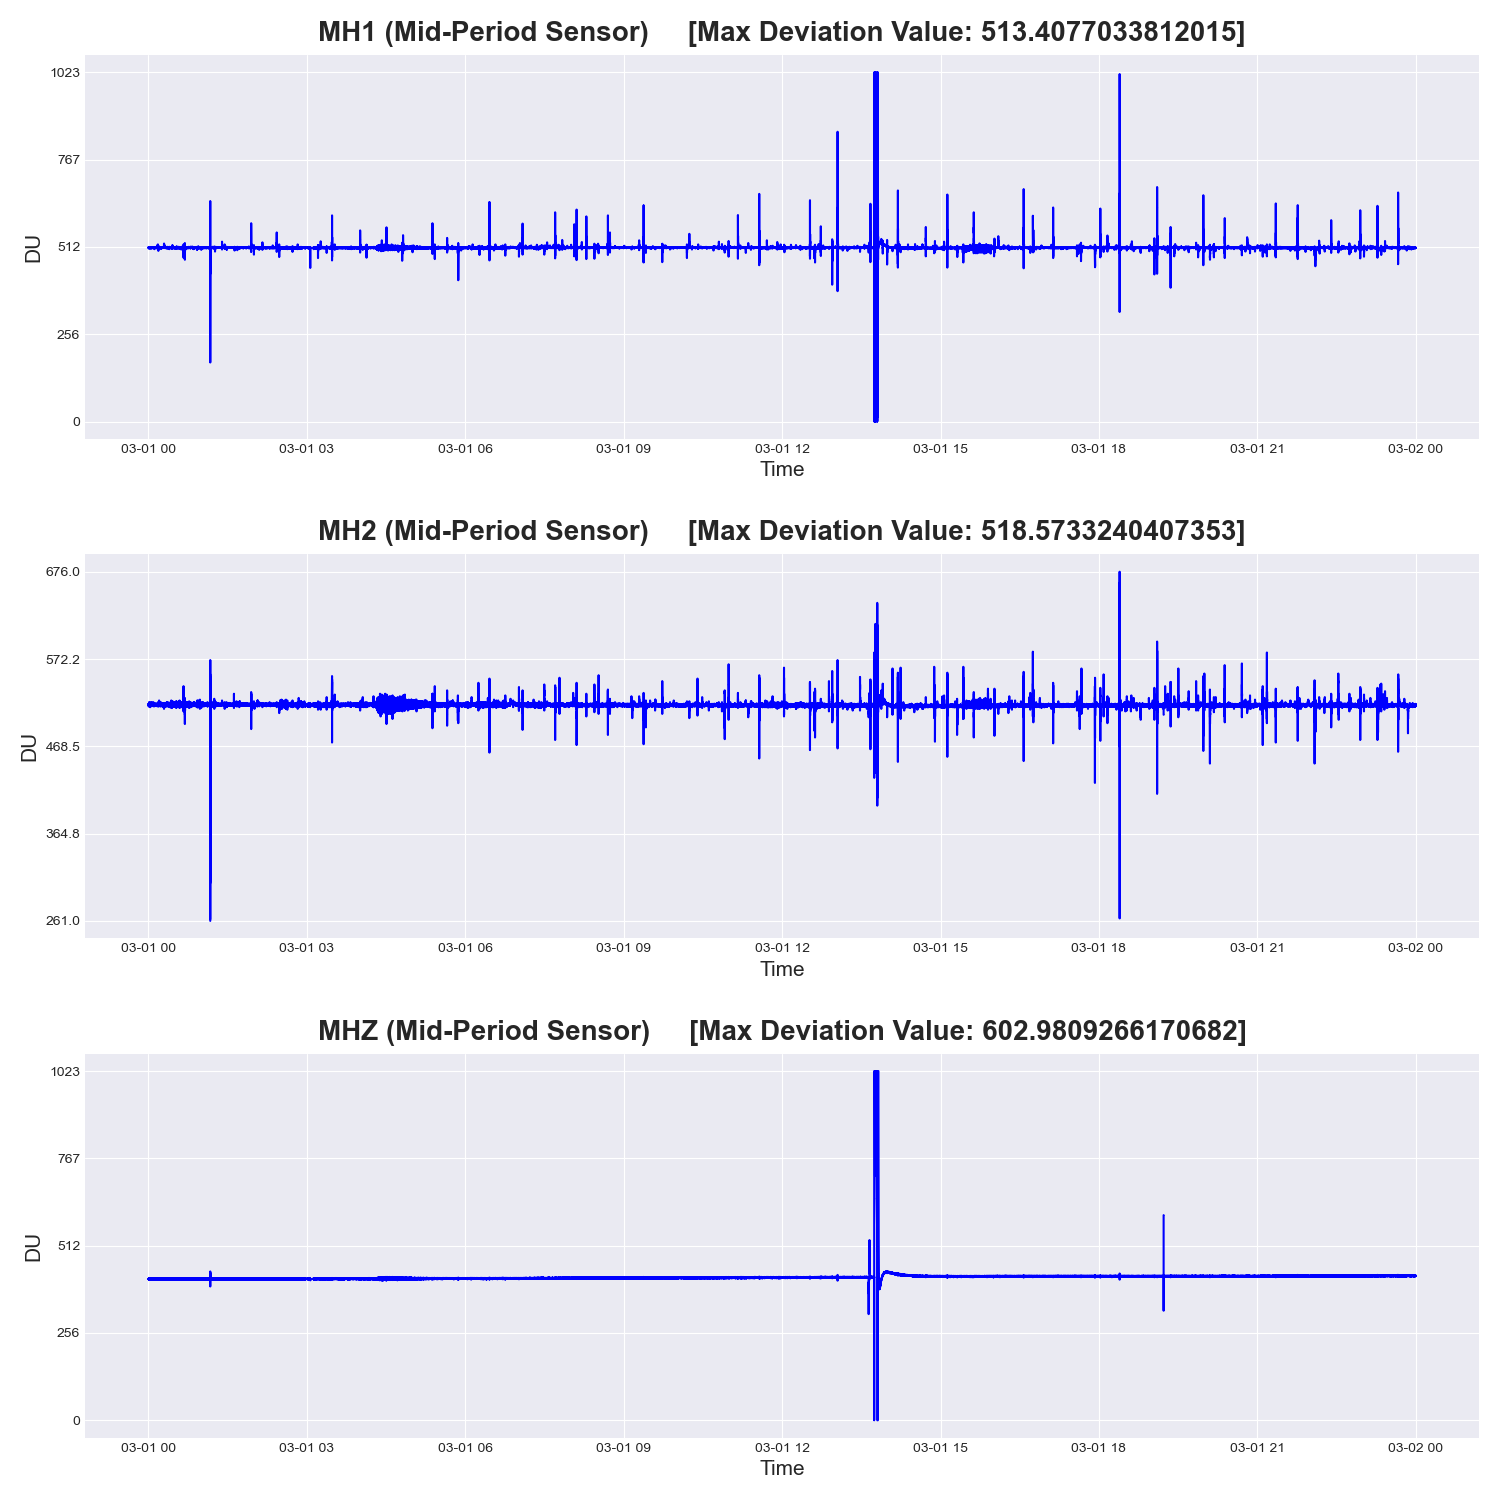 MH1 (Mid-Period Sensor) [Max Deviation Value: 513.4077033812015]
1023
767
512
256
0
DU
03-01 00 03-01 03 03-01 06 03-01 09 03-01 12 03-01 15 03-01 18 03-01 21 03-02 00
Time
MH2 (Mid-Period Sensor) [Max Deviation Value: 518.5733240407353]
676.0
572.2
468.5
364.8
261.0
DU
03-01 00 03-01 03 03-01 06 03-01 09 03-01 12 03-01 15 03-01 18 03-01 21 03-02 00
Time
MHZ (Mid-Period Sensor) [Max Deviation Value: 602.9809266170682]
1023
767
512
256
0
DU
03-01 00 03-01 03 03-01 06 03-01 09 03-01 12 03-01 15 03-01 18 03-01 21 03-02 00
Time